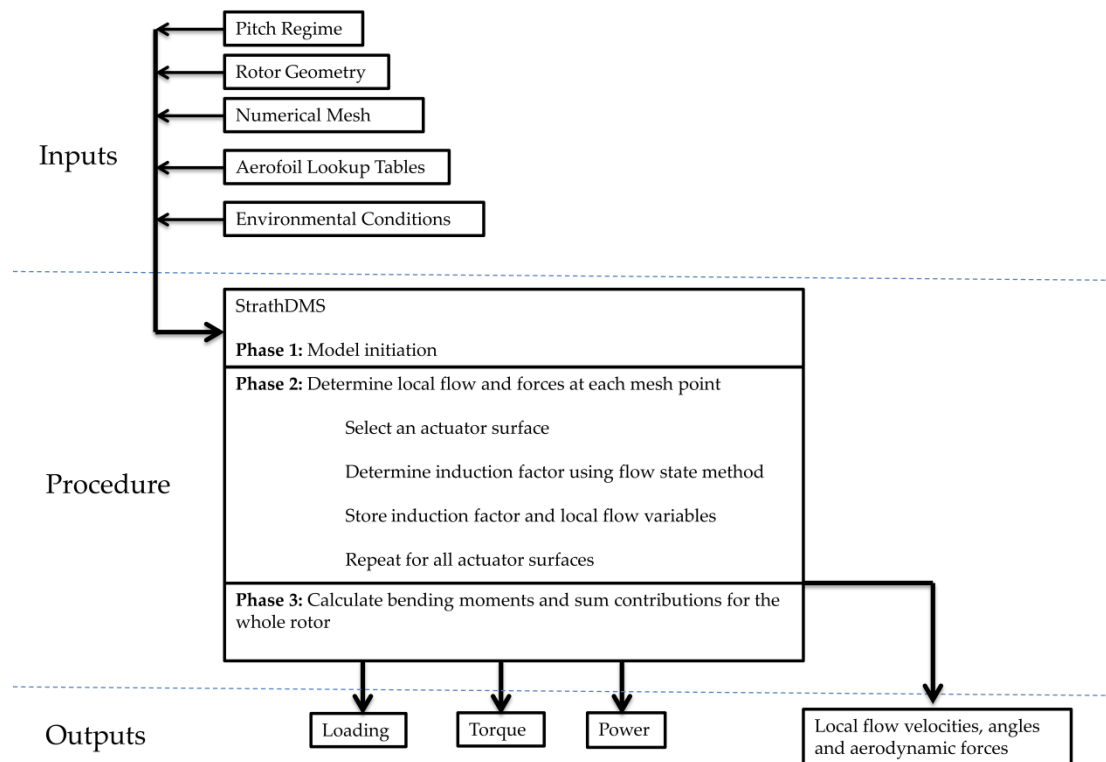 Pitch Regime
Rotor Geometry
Numerical Mesh
Inputs
Aerofoil Lookup Tables
Environmental Conditions
StrathDMS
Phase 1: Model initiation
Phase 2: Determine local flow and forces at each mesh point
Select an actuator surface
Determine induction factor using flow state method
Procedure
Store induction factor and local flow variables
Repeat for all actuator surfaces
Phase 3: Calculate bending moments and sum contributions for the
whole rotor
Outputs
Loading
Torque
Power
Local flow velocities, angles
and aerodynamic forces